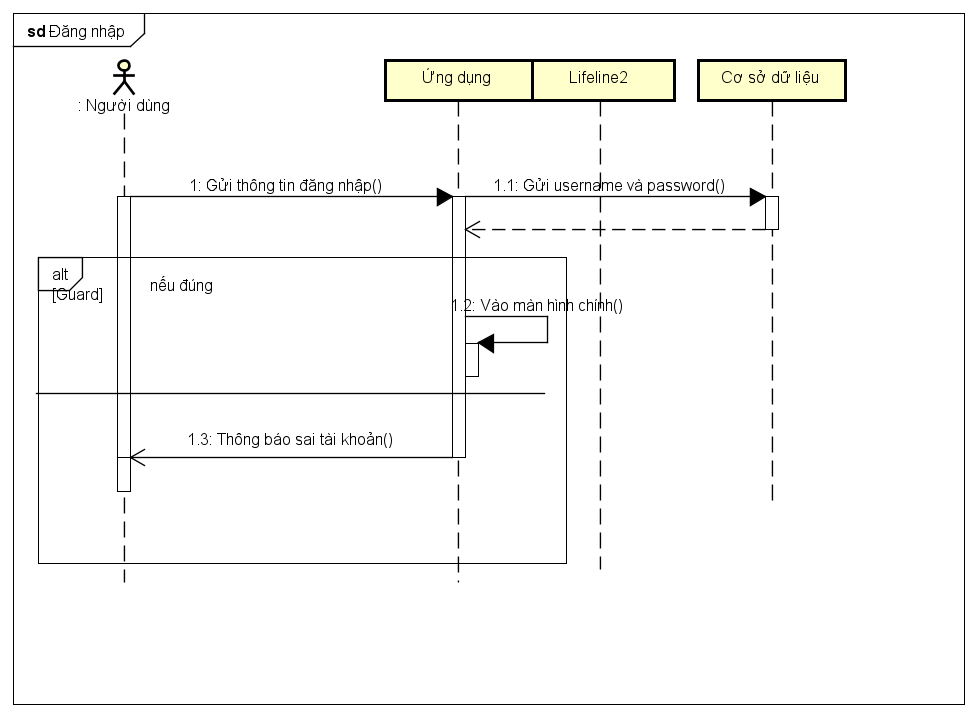 sd Đăng nhập
: Người dùng
Ứng dụng
Lifeline2
Cơ sở dữ liệu
1: Gửi thông tin đăng nhập()
1.1: Gửi username và password()
alt
[Guard]
nếu đúng
1.2: Vào màn hình chính()
1.3: Thông báo sai tài khoản()